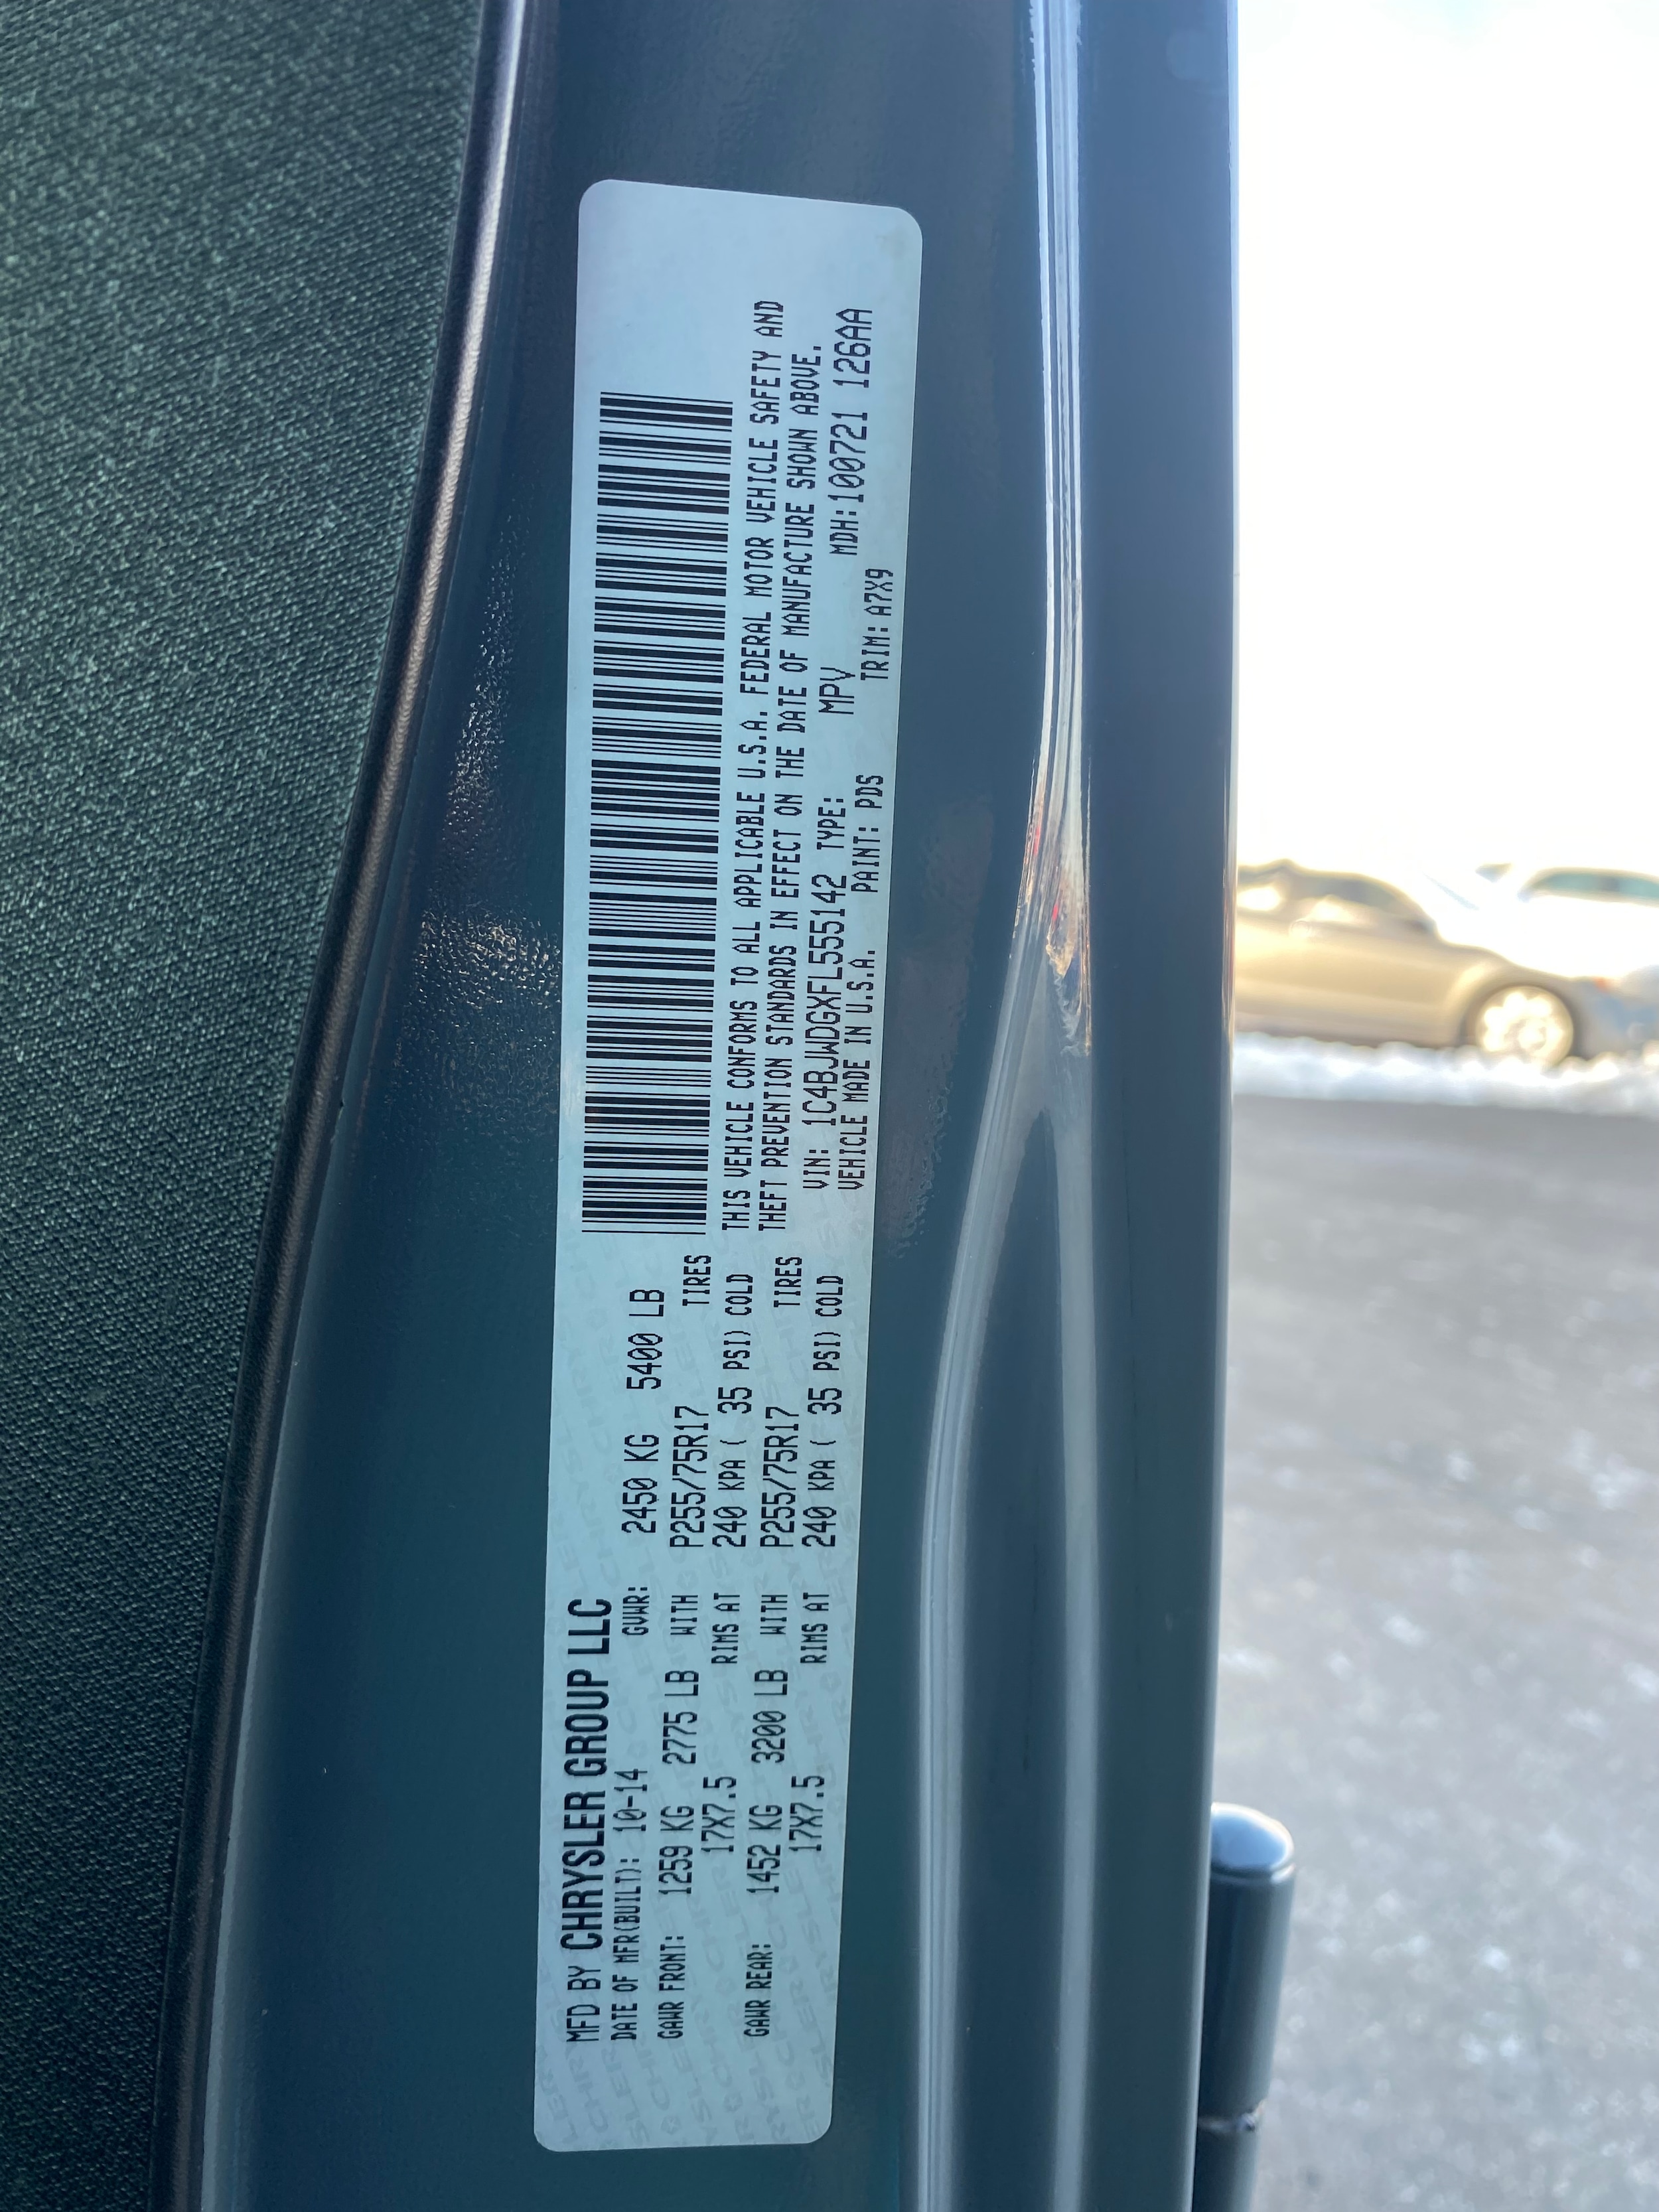 MFD BY CHRYSLER GROUP LLC
DATE OF MFR(BUILT): 10-14 GVWR: 2450 KG 5400 LB
GAWR FRONT: 1259 KG 2775 LB WITH P255/75R17 TIRES
17X7.5 RIMS AT 240 KPA ( 35 PSI) COLD
GAWR REAR: 1452 KG 3200 LB WITH P255/75R17 TIRES
17X7.5 RIMS AT 240 KPA ( 35 PSI) COLD
THIS VEHICLE CONFORMS TO ALL APPLICABLE U.S.A. FEDERAL MOTOR VEHICLE SAFETY AND
THEFT PREVENTION STANDARDS IN EFFECT ON THE DATE OF MANUFACTURE SHOWN ABOVE.
VIN: 1C4BJWDGXFL555142 TYPE: MPV MDH:100721 126AA
VEHICLE MADE IN U.S.A. PAINT: PDS TRIM: A7X9